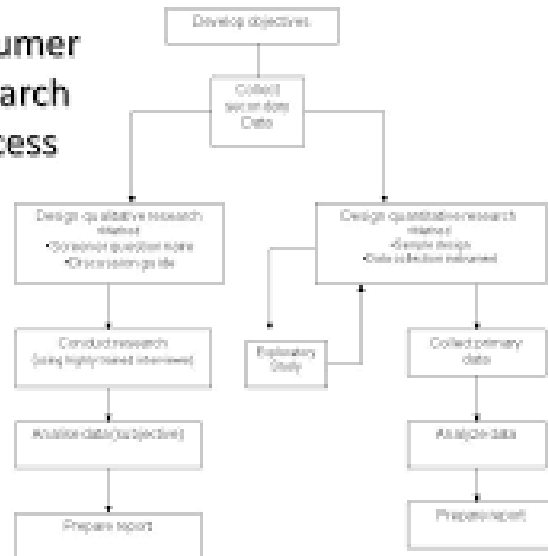 umer
arch
cess
Develop objectives
Collect
secondary
Data
Design qualitative research
•Method
•Screener questionnaire
•Discussion guide
Design quantitative research
•Method
•Sample design
•Data collection instrument
Conduct research
(using highly trained interviewers)
Exploratory
Study
Collect primary
data
Analyze data (subjective)
Analyze data
Prepare report
Prepare report